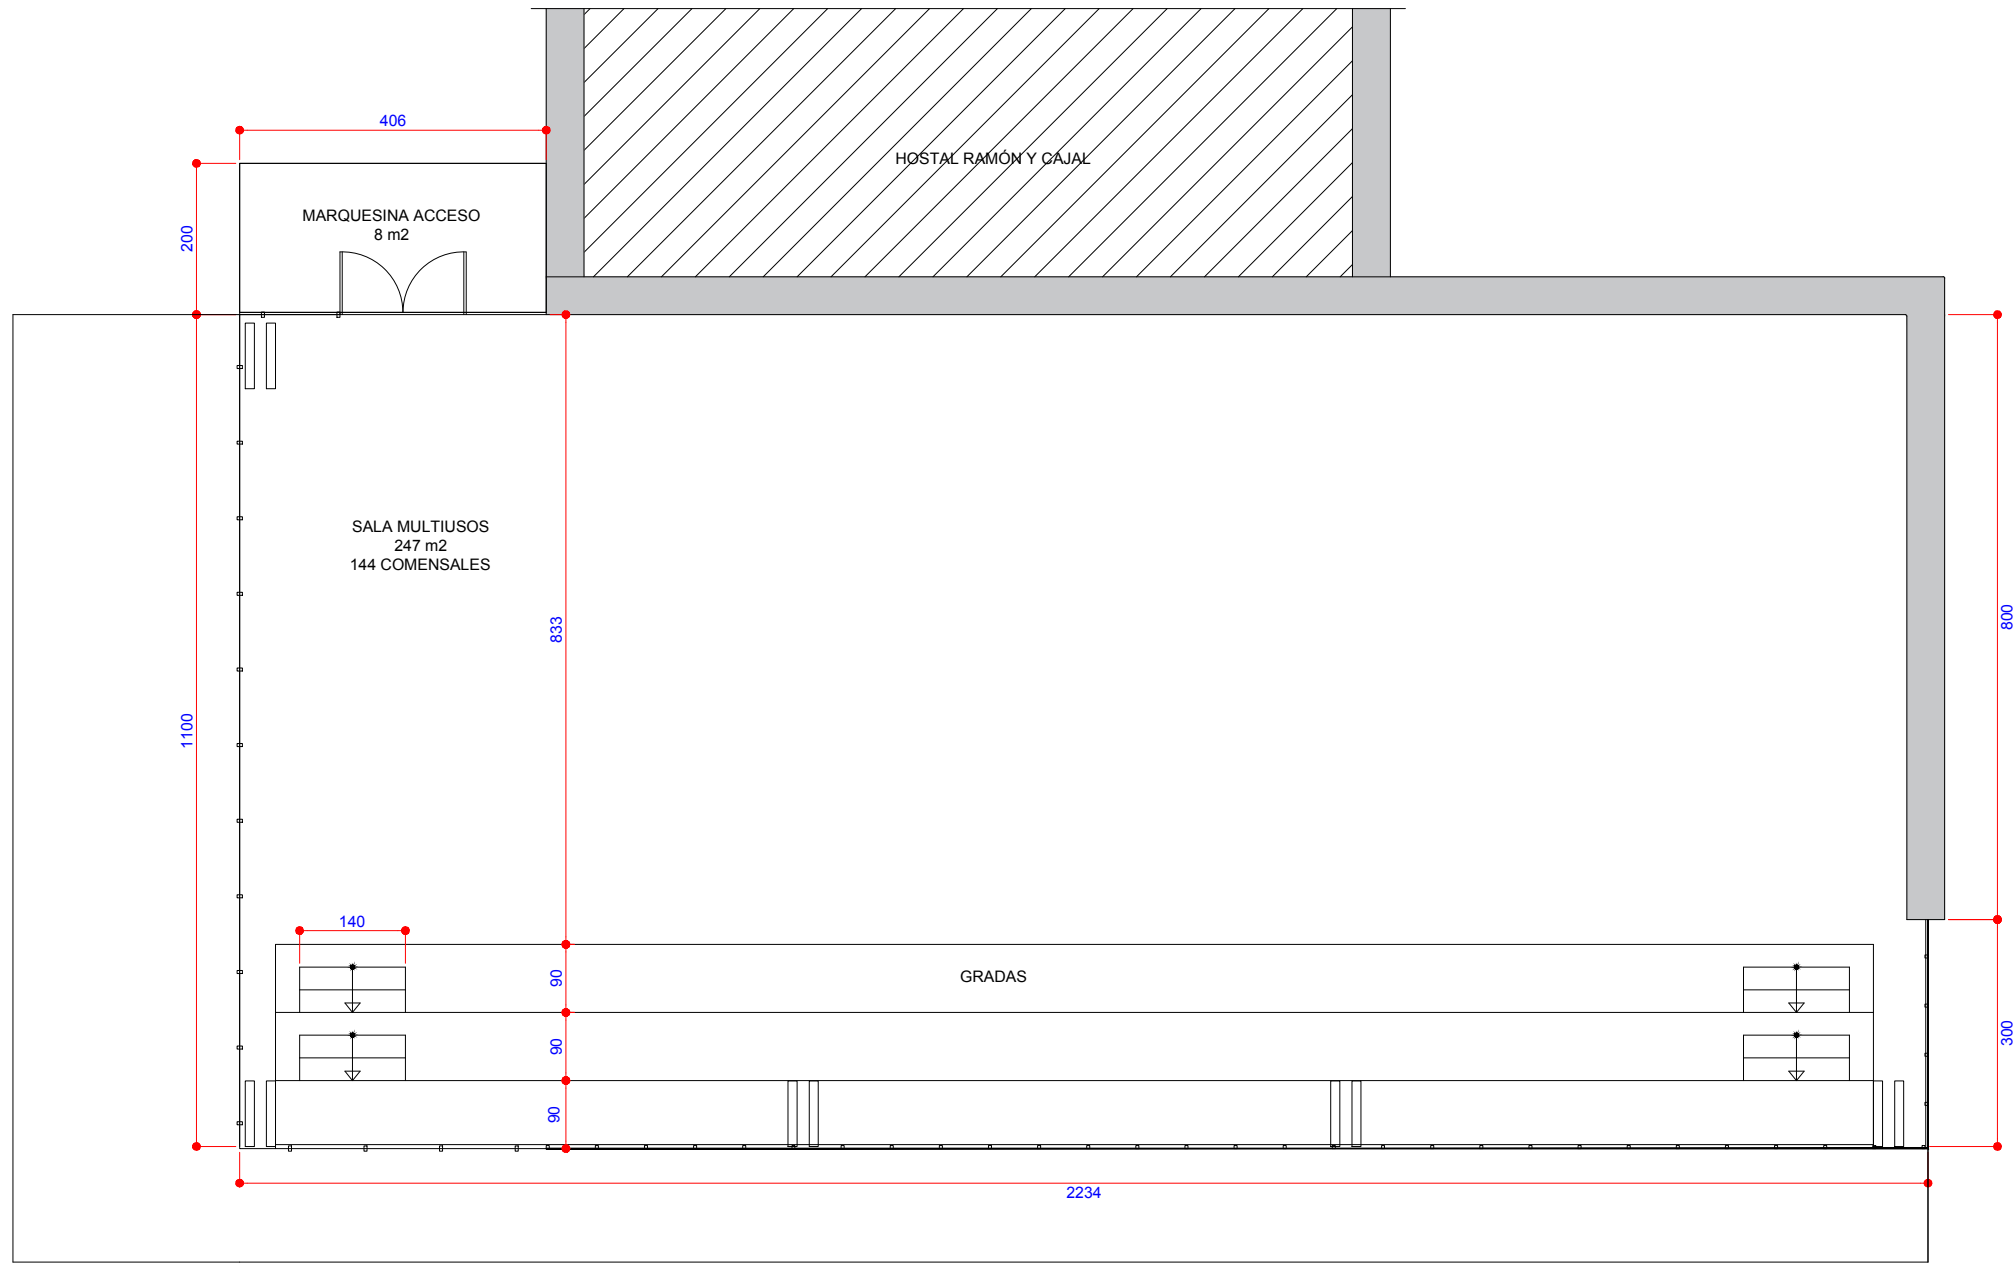 406
HOSTAL RAMÓN Y CAJAL
MARQUESINA ACCESO
8 m2
200
SALA MULTIUSOS
247 m2
144 COMENSALES
833
800
1100
140
GRADAS
90
90
90
300
2234